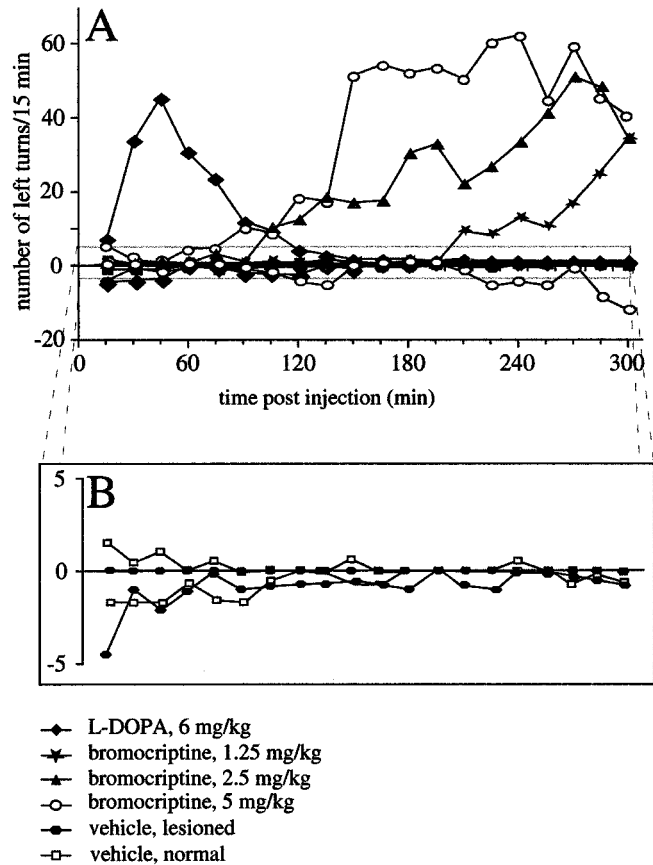 A
number of left turns/15 min
60
40
20
0
-20
0 60 120 180 240 300
time post injection (min)
B
5
0
-5
L-DOPA, 6 mg/kg
bromocriptine, 1.25 mg/kg
bromocriptine, 2.5 mg/kg
bromocriptine, 5 mg/kg
vehicle, lesioned
vehicle, normal